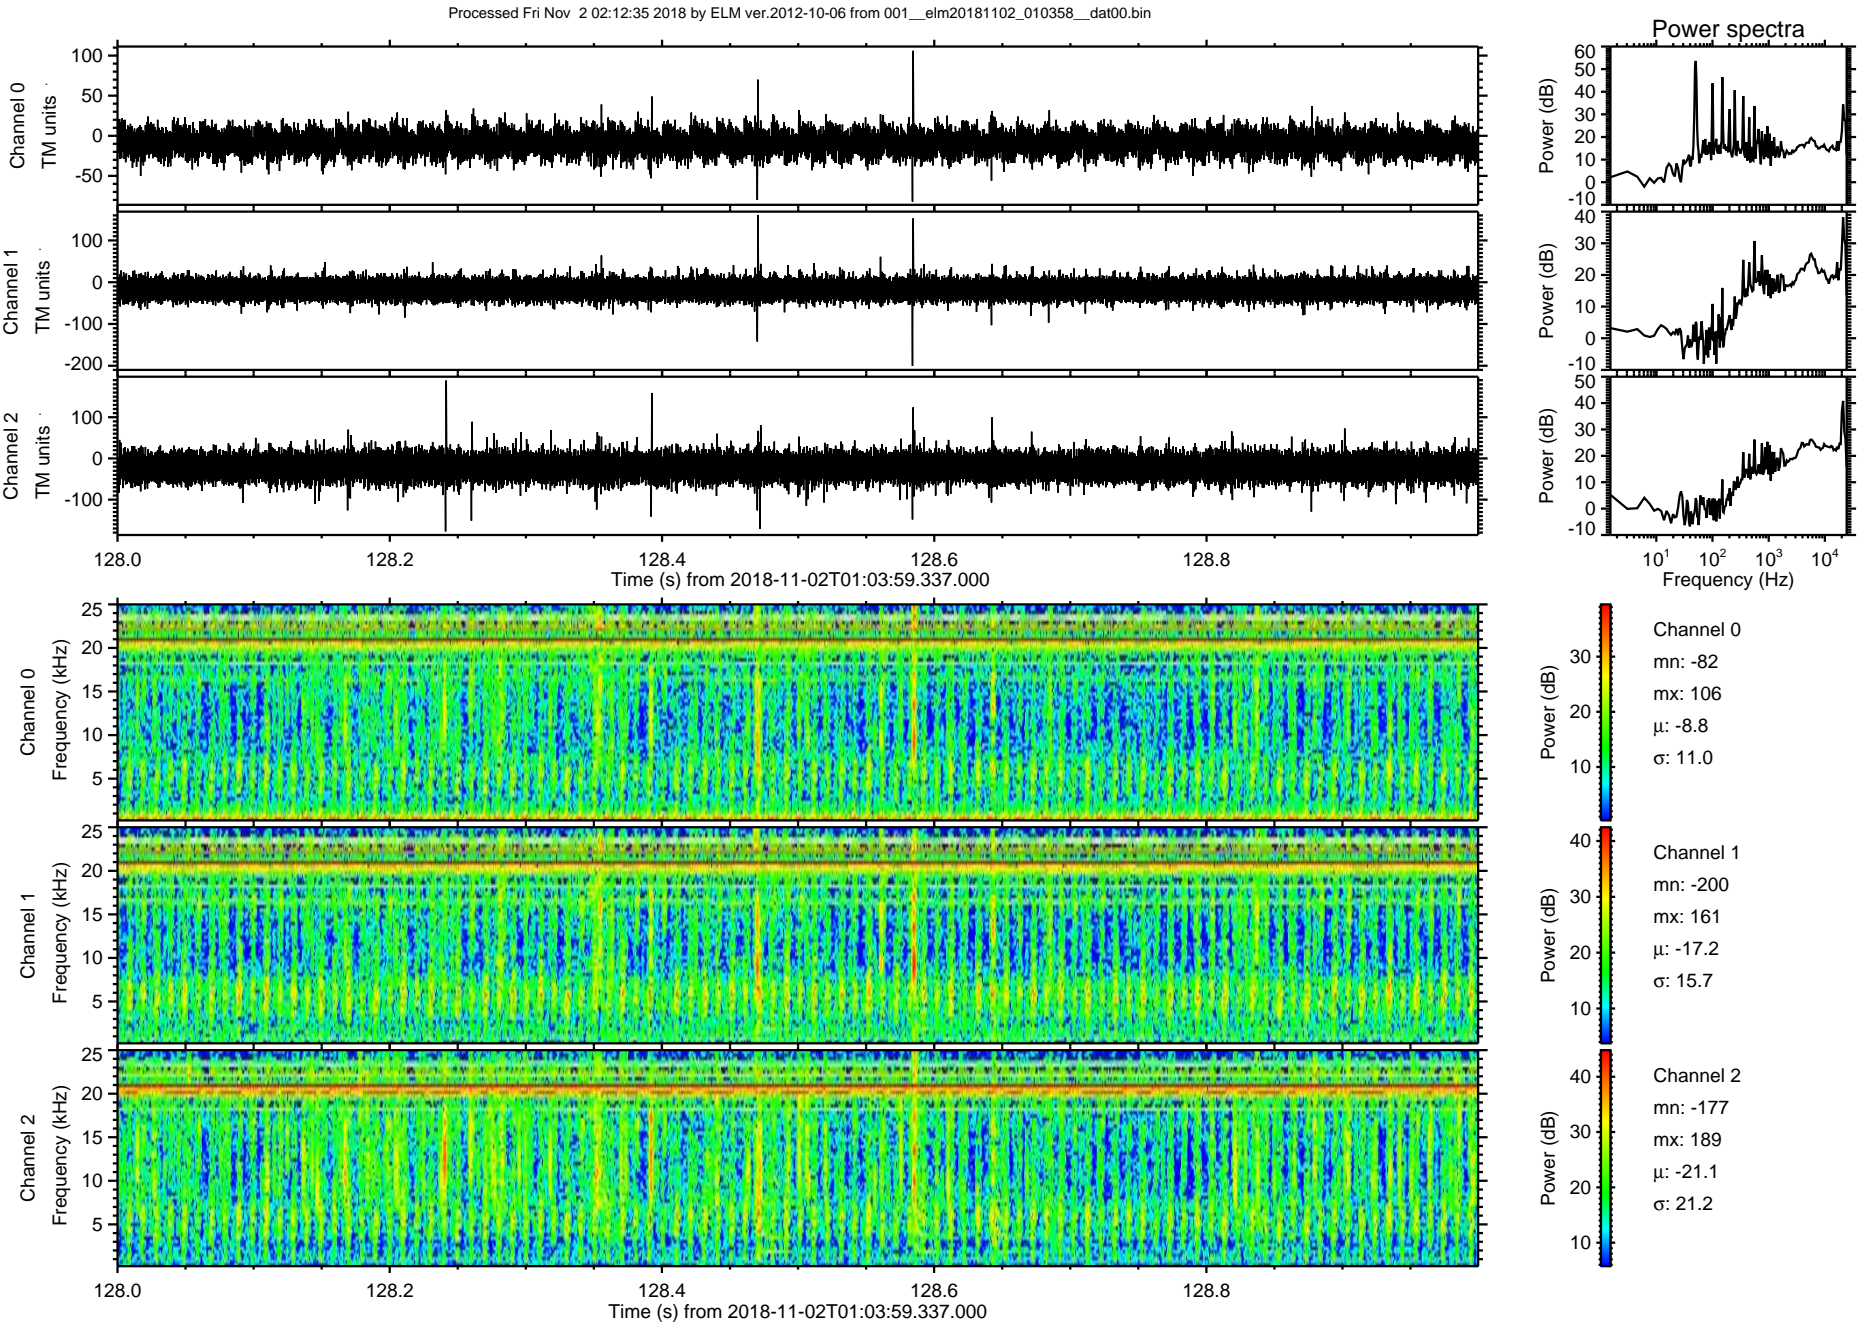 Processed Fri Nov  2 02:12:35 2018 by ELM ver.2012-10-06 from 001__elm20181102_010358__dat00.bin
Power spectra
Channel 0
TM units
100
50
0
-50
Power (dB)
60
50
40
30
20
10
0
-10
Channel 1
TM units
100
0
-100
-200
Power (dB)
40
30
20
10
0
-10
Channel 2
TM units
100
0
-100
Power (dB)
50
40
30
20
10
0
-10
128.0 128.2 128.4 128.6 128.8
Time (s) from 2018-11-02T01:03:59.337.000
10¹ 10² 10³ 10⁴
Frequency (Hz)
Channel 0
Frequency (kHz)
25
20
15
10
5
Power (dB)
30
20
10
Channel 0
mn: -82
mx: 106
μ: -8.8
σ: 11.0
Channel 1
Frequency (kHz)
25
20
15
10
5
Power (dB)
40
30
20
10
Channel 1
mn: -200
mx: 161
μ: -17.2
σ: 15.7
Channel 2
Frequency (kHz)
25
20
15
10
5
Power (dB)
40
30
20
10
Channel 2
mn: -177
mx: 189
μ: -21.1
σ: 21.2
128.0 128.2 128.4 128.6 128.8
Time (s) from 2018-11-02T01:03:59.337.000